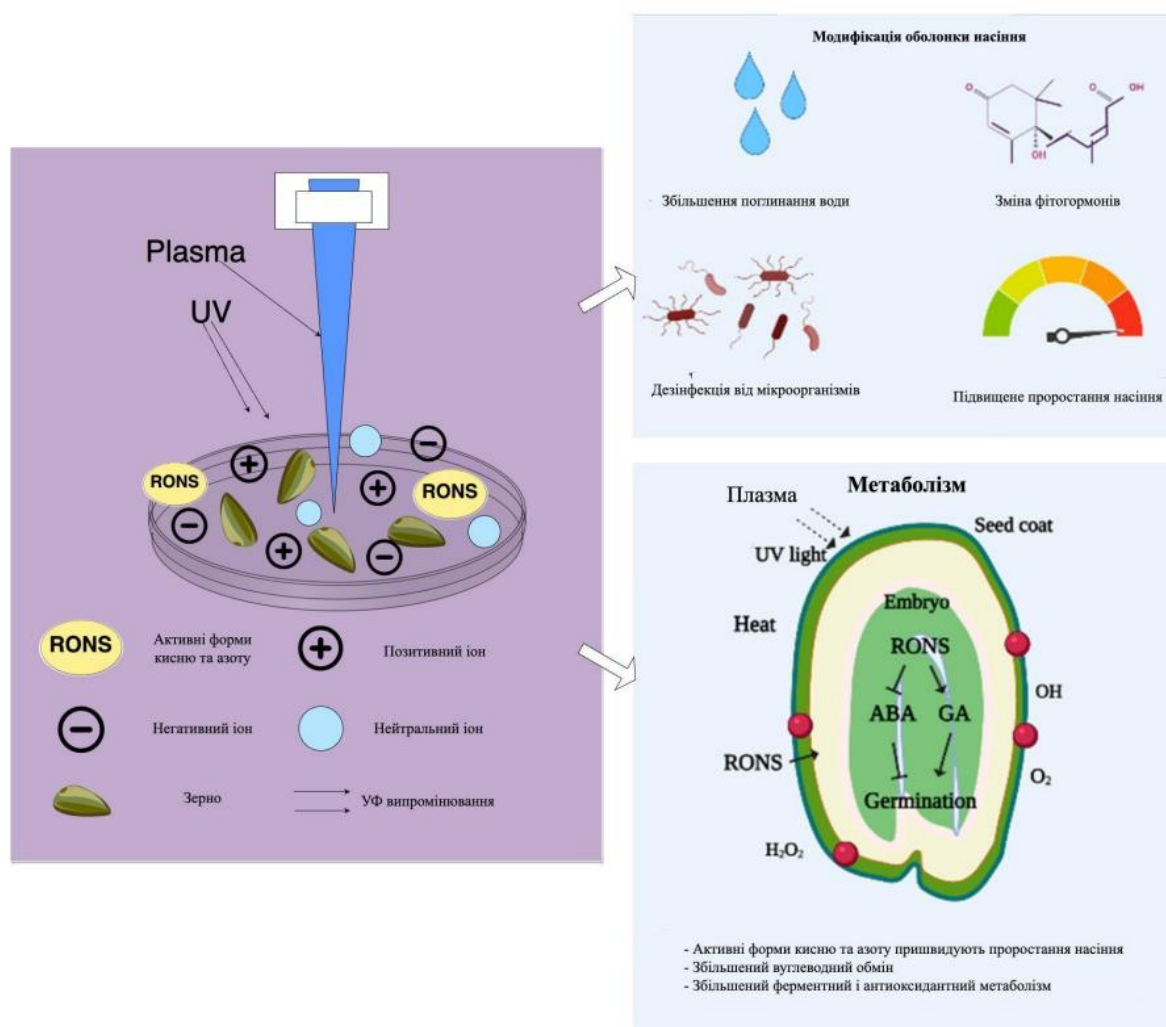 Plasma
UV
RONS
RONS
RONS
Активні форми
кисню та азоту
Позитивний іон
Негативний іон
Нейтральний іон
Зерно
УФ випромінювання
Модифікація оболонки насіння
O
OH
O
HO
Збільшення поглинання води
Зміна фітогормонів
Дезінфекція від мікроорганізмів
Підвищене проростання насіння
Метаболізм
Плазма
Seed coat
UV light
Embryo
Heat
RONS
OH
ABA GA
RONS
O₂
Germination
H₂O₂
- Активні форми кисню та азоту пришвидують проростання насіння
- Збільшений вуглеводний обмін
- Збільшений ферментний і антиоксидантний метаболізм